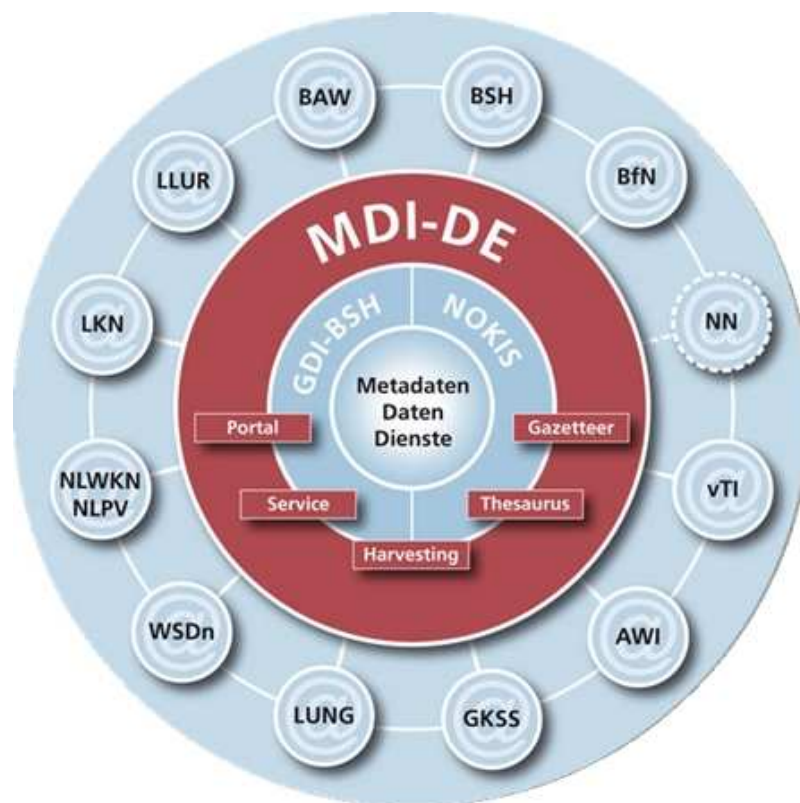 BAW
BSH
LLUR
BfN
MDI-DE
LKN
NN
GDI-BSH
NOKIS
Metadaten
Daten
Dienste
Portal
Gazetteer
NLWKN
NLPV
vTI
Service
Thesaurus
Harvesting
WSDn
AWI
LUNG
GKSS